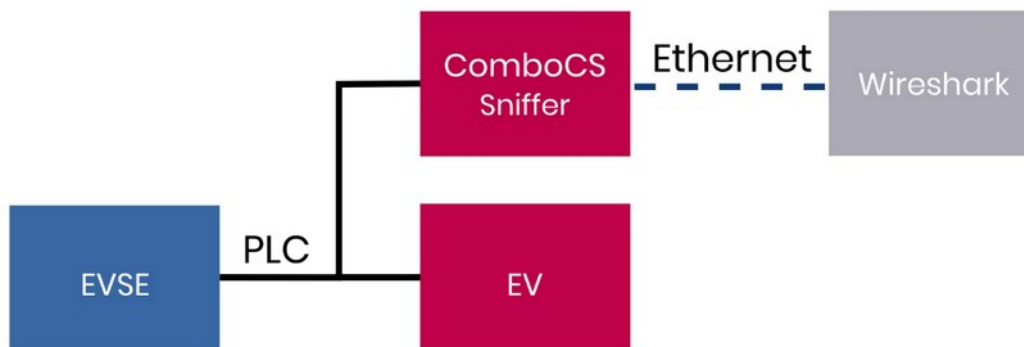 ComboCS
Sniffer
Ethernet
Wireshark
EVSE
PLC
EV